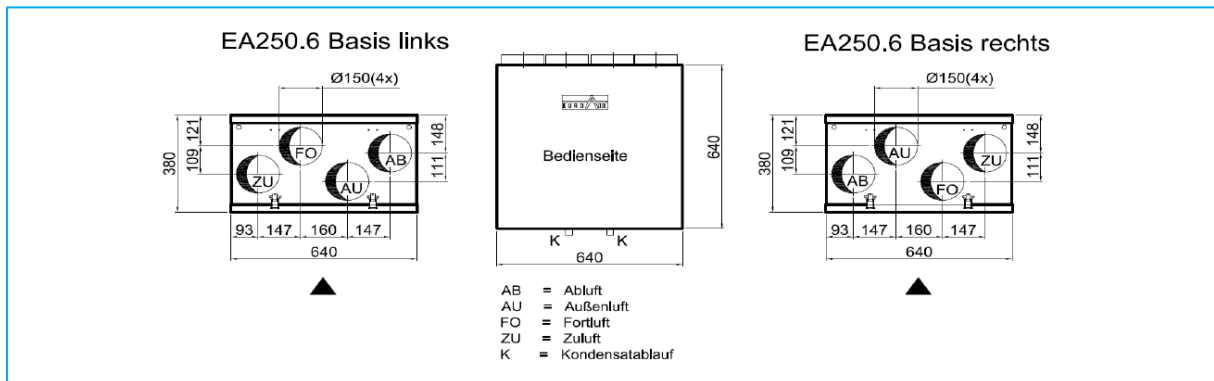 EA250.6 Basis links
Ø150(4x)
380
121
109
148
111
FO
AB
ZU
AU
93 147 160 147
640
Bedienseite
640
K K
640
AB = Abluft
AU = Außenluft
FO = Fortluft
ZU = Zuluft
K = Kondensatablauf
EA250.6 Basis rechts
Ø150(4x)
380
121
109
148
111
AU
ZU
AB
FO
93 147 160 147
640